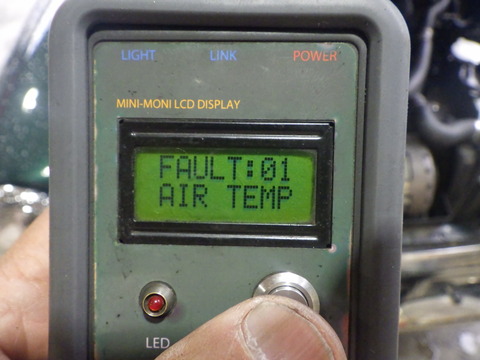 LIGHT LINK POWER
MINI-MONI LCD DISPLAY
FAULT:01
AIR TEMP
LED